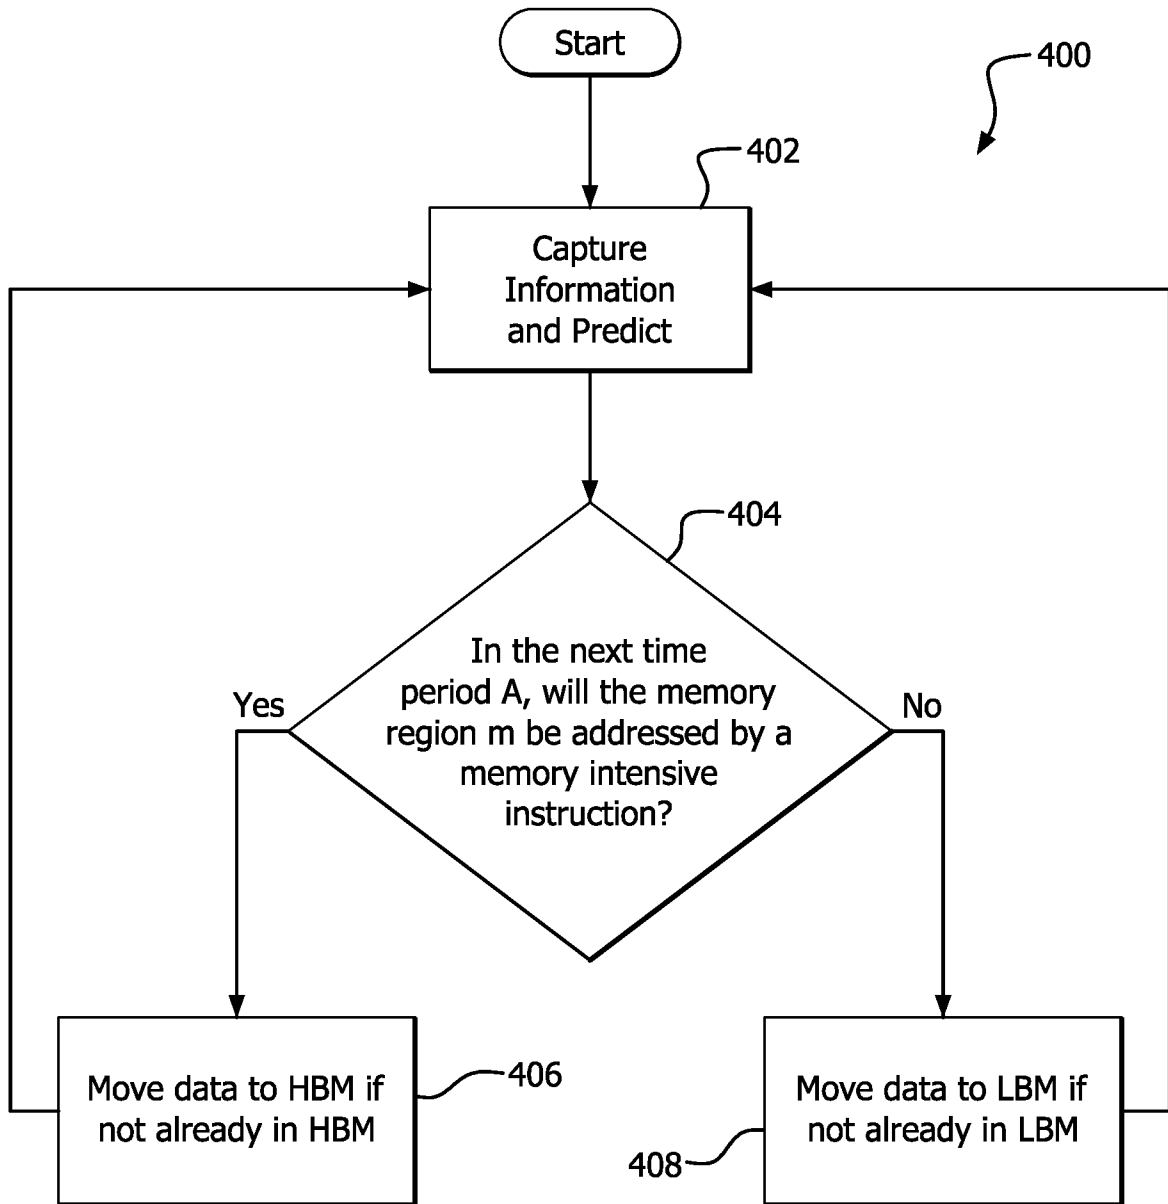 Start
400
402
Capture
Information
and Predict
404
In the next time
period A, will the memory
region m be addressed by a
memory intensive
instruction?
Yes
No
Move data to HBM if
not already in HBM
406
Move data to LBM if
not already in LBM
408